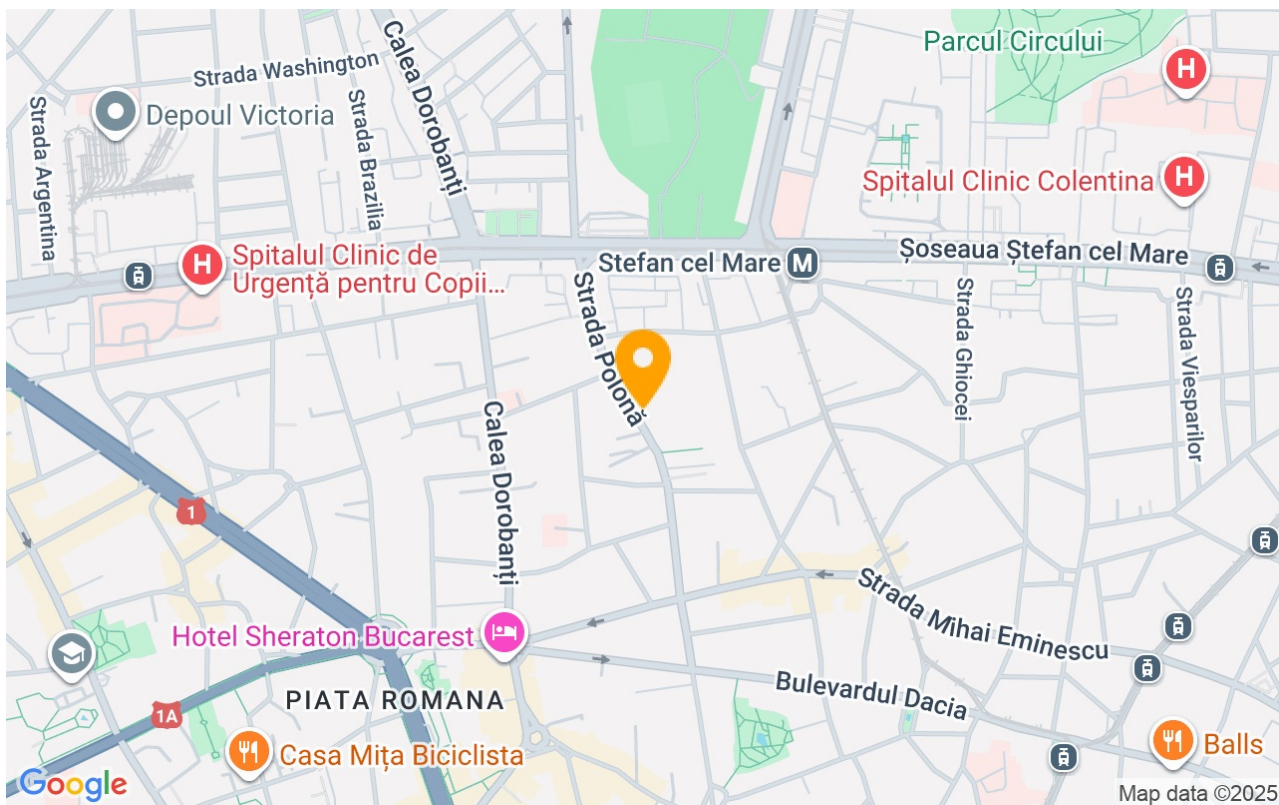 Parcul Circului
H
Calea Dorobanți
Strada Washington
Depoul Victoria
Strada Brazilia
Strada Argentina
Spitalul Clinic Colentina
H
H
Spitalul Clinic de
Urgență pentru Copii...
Stefan cel Mare
M
Șoseaua Ștefan cel Mare
Strada Polonă
Strada Ghiocei
Strada Viesparilor
Calea Dorobanți
1
Strada Mihai Eminescu
Hotel Sheraton Bucarest
Bulevardul Dacia
PIATA ROMANA
1A
Casa Mița Biciclista
Balls
Google
Map data ©2025